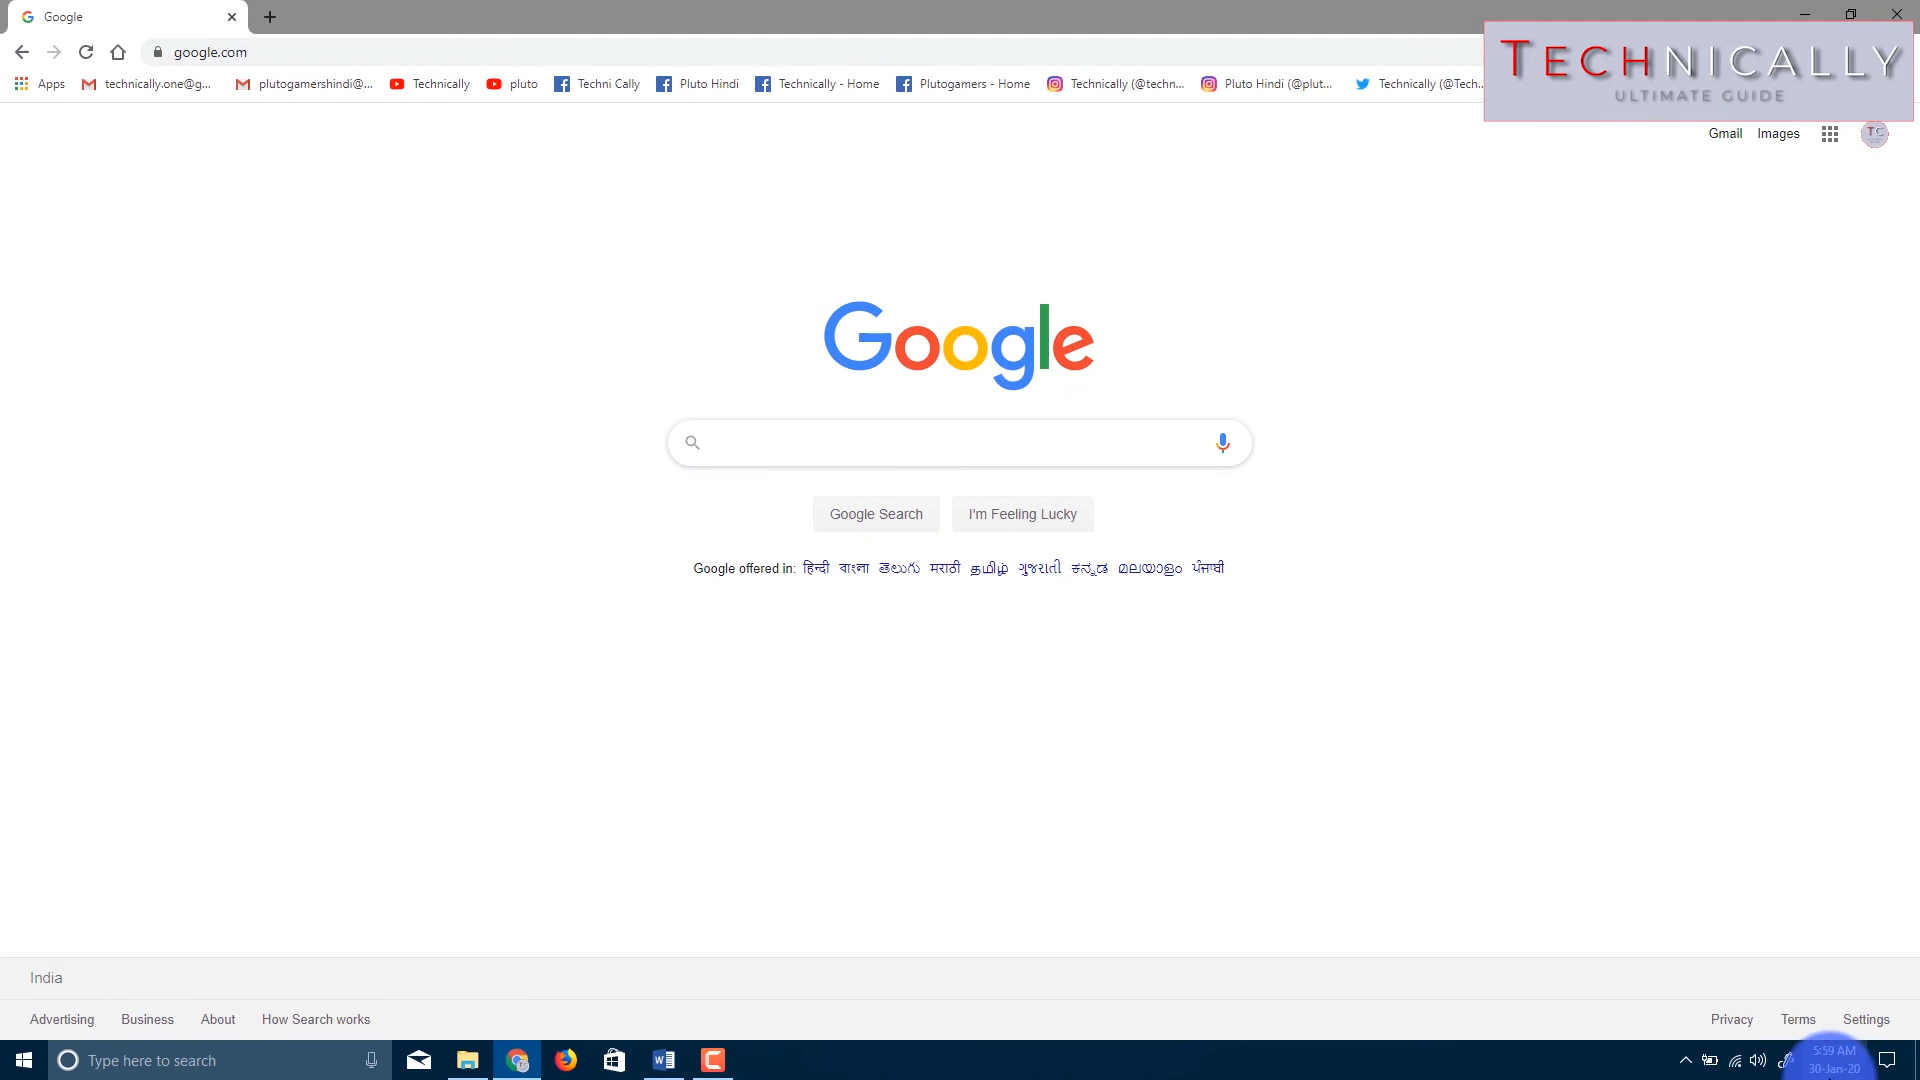 Google
google.com
Apps technically.one@g... plutogamershindi@... Technically pluto Techni Cally Pluto Hindi Technically - Home Plutogamers - Home Technically (@techn... Pluto Hindi (@plut... Technically (@Tech...
TECHNICALLY
ULTIMATE GUIDE
Gmail Images TC
Google
Google Search I'm Feeling Lucky
Google offered in: हिन्दी বাংলা తెలుగు मराठी தமிழ் ગુજરાતી ಕನ್ನಡ മലയാളം ਪੰਜਾਬੀ
India
Advertising Business About How Search works Privacy Terms Settings
Type here to search
5:59 AM
30-Jan-20